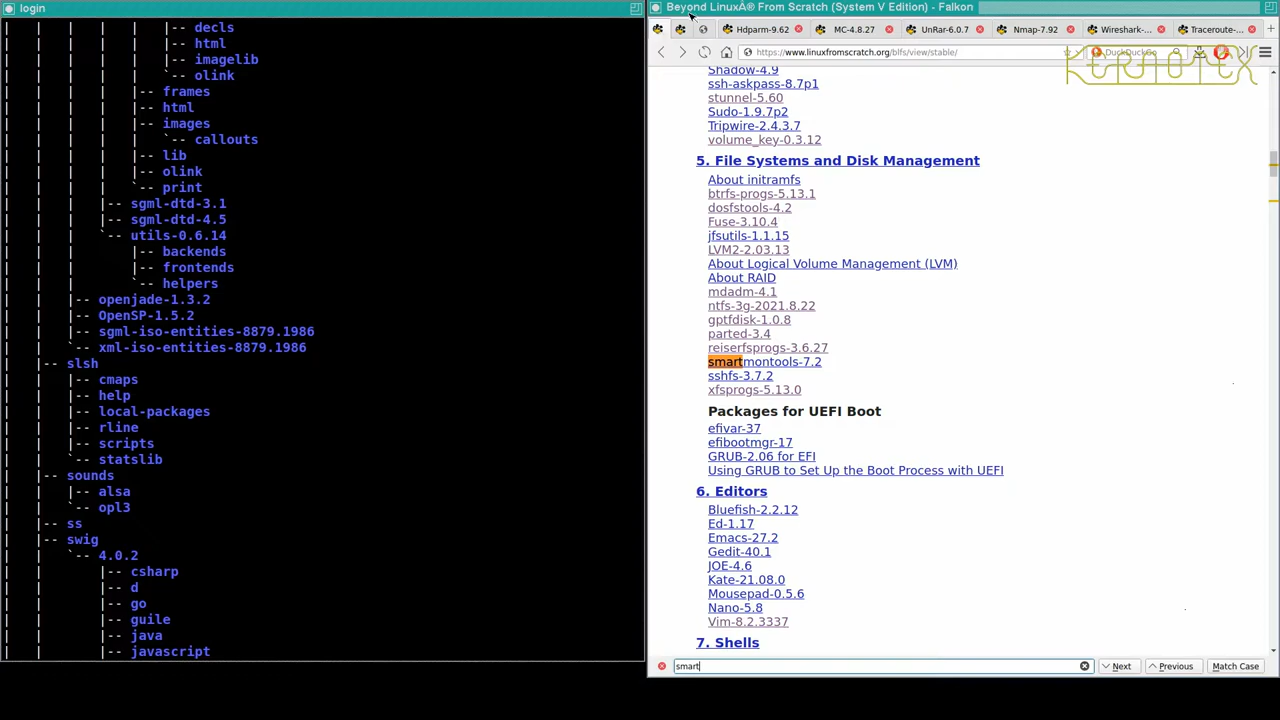 login
|   |   |   |   |-- decls
|   |   |   |   |-- html
|   |   |   |   |-- imagelib
|   |   |   |   `-- olink
|   |   |   |-- frames
|   |   |   |-- html
|   |   |   |-- images
|   |   |   |   `-- callouts
|   |   |   |-- lib
|   |   |   |-- olink
|   |   |   `-- print
|   |   |-- sgml-dtd-3.1
|   |   |-- sgml-dtd-4.5
|   |   `-- utils-0.6.14
|   |       |-- backends
|   |       |-- frontends
|   |       `-- helpers
|   |-- openjade-1.3.2
|   |-- OpenSP-1.5.2
|   |-- sgml-iso-entities-8879.1986
|   `-- xml-iso-entities-8879.1986
|-- slsh
|   |-- cmaps
|   |-- help
|   |-- local-packages
|   |-- rline
|   |-- scripts
|   `-- statslib
|-- sounds
|   |-- alsa
|   `-- opl3
|-- ss
|-- swig
|   `-- 4.0.2
|       |-- csharp
|       |-- d
|       |-- go
|       |-- guile
|       |-- java
|       |-- javascript
Beyond LinuxÂ® From Scratch (System V Edition) - Falkon
Hdparm-9.62 MC-4.8.27 UnRar-6.0.7 Nmap-7.92 Wireshark-... Traceroute-...
https://www.linuxfromscratch.org/blfs/view/stable/ DuckDuckGo
KERNOTEX
Shadow-4.9
ssh-askpass-8.7p1
stunnel-5.60
Sudo-1.9.7p2
Tripwire-2.4.3.7
volume_key-0.3.12
5. File Systems and Disk Management
About initramfs
btrfs-progs-5.13.1
dosfstools-4.2
Fuse-3.10.4
jfsutils-1.1.15
LVM2-2.03.13
About Logical Volume Management (LVM)
About RAID
mdadm-4.1
ntfs-3g-2021.8.22
gptfdisk-1.0.8
parted-3.4
reiserfsprogs-3.6.27
smartmontools-7.2
sshfs-3.7.2
xfsprogs-5.13.0
Packages for UEFI Boot
efivar-37
efibootmgr-17
GRUB-2.06 for EFI
Using GRUB to Set Up the Boot Process with UEFI
6. Editors
Bluefish-2.2.12
Ed-1.17
Emacs-27.2
Gedit-40.1
JOE-4.6
Kate-21.08.0
Mousepad-0.5.6
Nano-5.8
Vim-8.2.3337
7. Shells
smart Next Previous Match Case